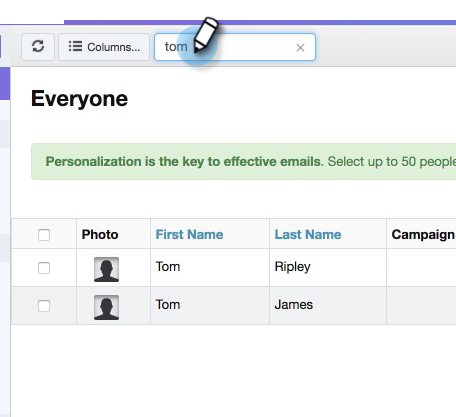 Columns... tom ×
Everyone
Personalization is the key to effective emails. Select up to 50 people
Photo First Name Last Name Campaign
Tom Ripley
Tom James